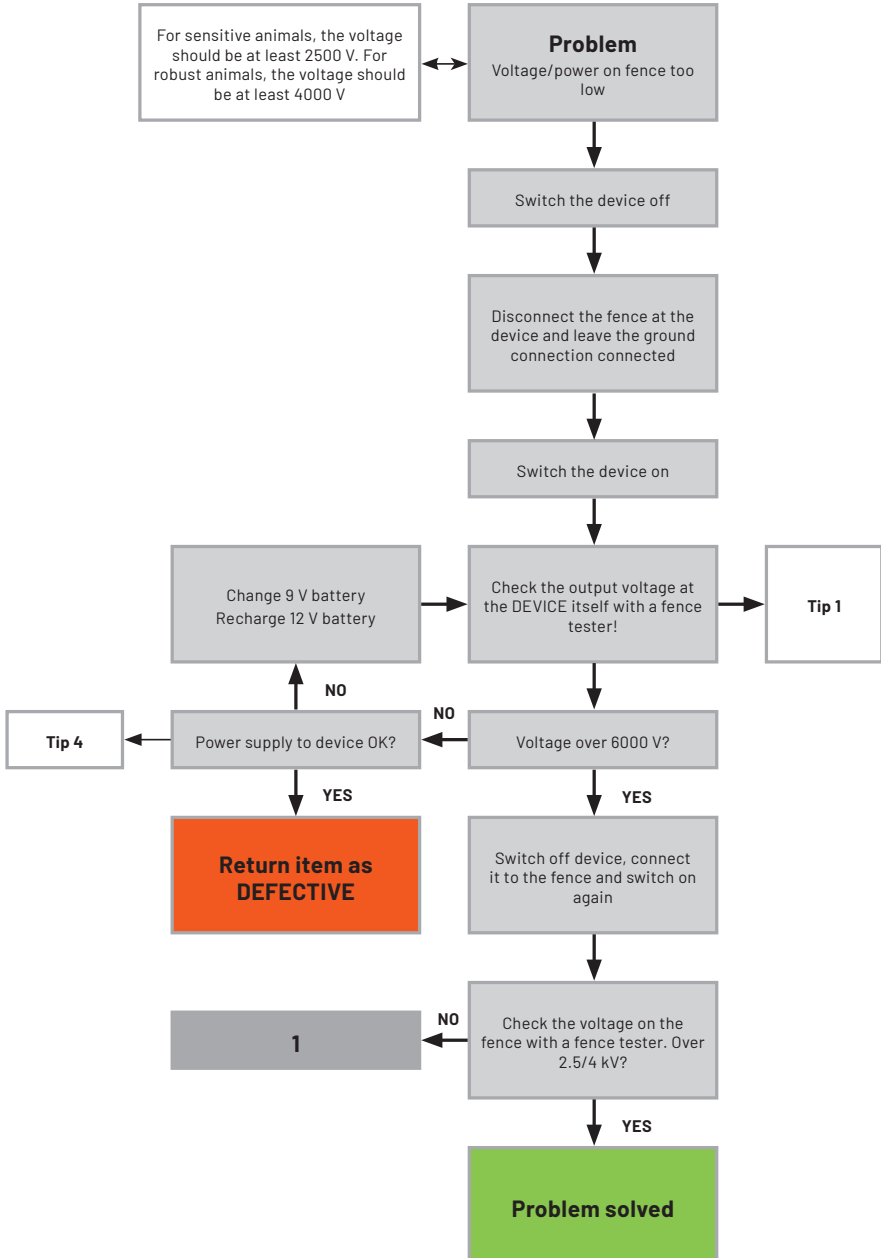 For sensitive animals, the voltage
should be at least 2500 V. For
robust animals, the voltage should
be at least 4000 V
Problem
Voltage/power on fence too
low
Switch the device off
Disconnect the fence at the
device and leave the ground
connection connected
Switch the device on
Change 9 V battery
Recharge 12 V battery
Check the output voltage at
the DEVICE itself with a fence
tester!
Tip 1
NO
Tip 4
Power supply to device OK?
NO
Voltage over 6000 V?
YES
YES
Return item as
DEFECTIVE
Switch off device, connect
it to the fence and switch on
again
1
NO
Check the voltage on the
fence with a fence tester. Over
2.5/4 kV?
YES
Problem solved